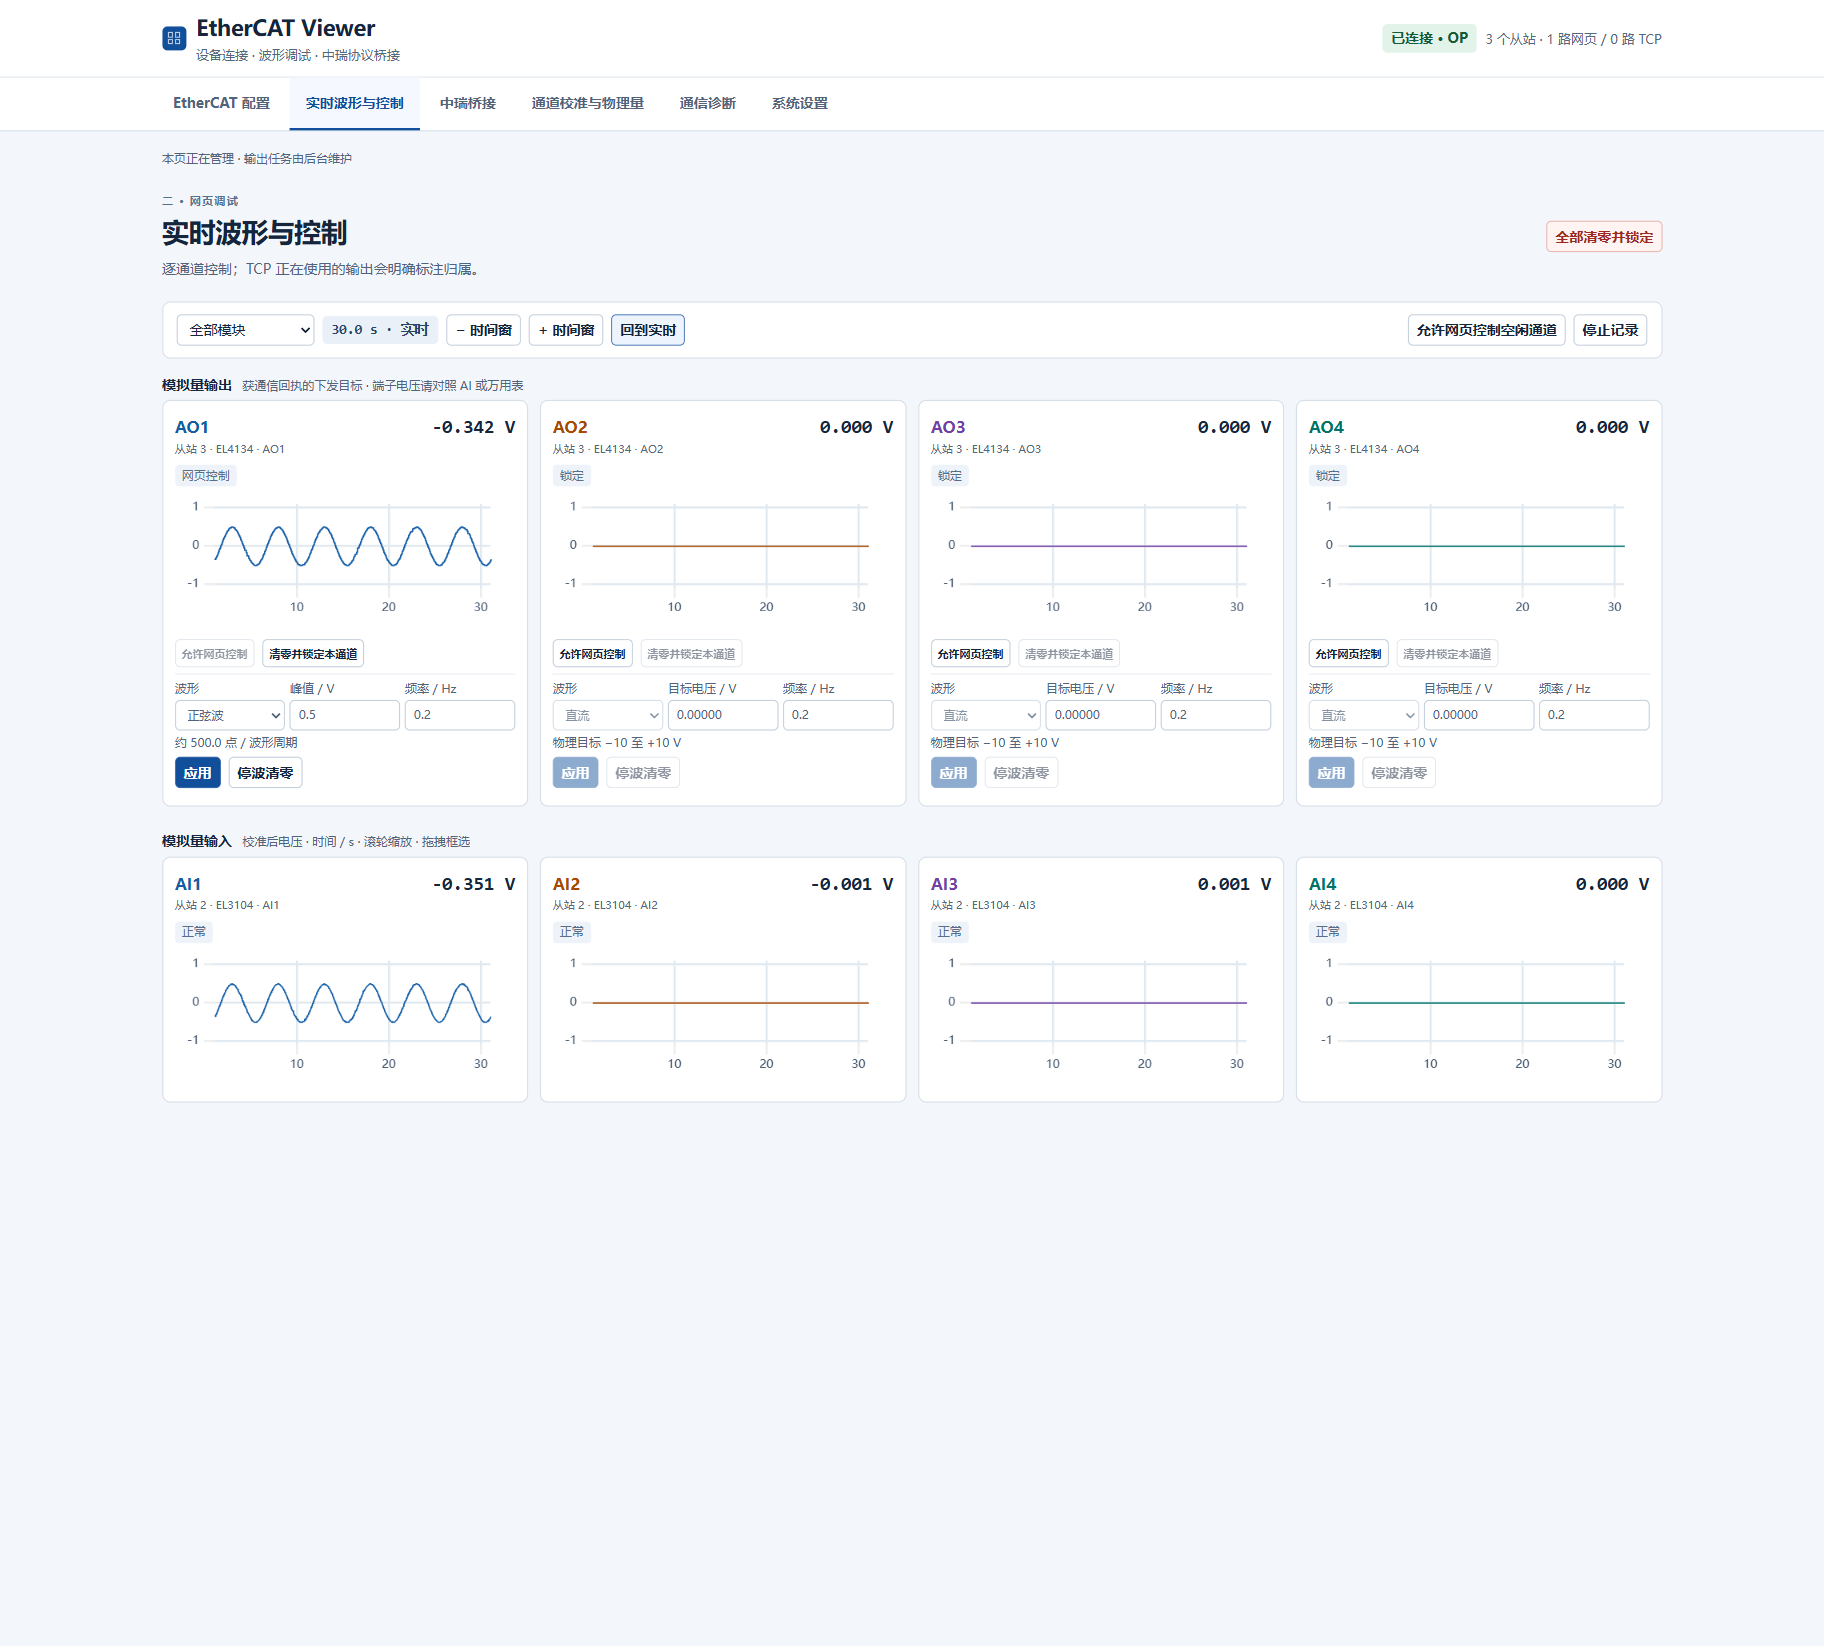 EtherCAT Viewer
设备连接 · 波形调试 · 中瑞协议桥接
已连接 • OP 3 个从站 · 1 路网页 / 0 路 TCP
EtherCAT 配置 实时波形与控制 中瑞桥接 通道校准与物理量 通信诊断 系统设置
本页正在管理 · 输出任务由后台维护
二 • 网页调试
实时波形与控制
全部清零并锁定
逐通道控制；TCP 正在使用的输出会明确标注归属。
全部模块 30.0 s · 实时 − 时间窗 + 时间窗 回到实时 允许网页控制空闲通道 停止记录
模拟量输出 获通信回执的下发目标 · 端子电压请对照 AI 或万用表
AO1 -0.342 V
从站 3 · EL4134 · AO1
网页控制
1
0
-1
10 20 30
允许网页控制 清零并锁定本通道
波形 峰值 / V 频率 / Hz
正弦波 0.5 0.2
约 500.0 点 / 波形周期
应用 停波清零
AO2 0.000 V
从站 3 · EL4134 · AO2
锁定
1
0
-1
10 20 30
允许网页控制 清零并锁定本通道
波形 目标电压 / V 频率 / Hz
直流 0.00000 0.2
物理目标 −10 至 +10 V
应用 停波清零
AO3 0.000 V
从站 3 · EL4134 · AO3
锁定
1
0
-1
10 20 30
允许网页控制 清零并锁定本通道
波形 目标电压 / V 频率 / Hz
直流 0.00000 0.2
物理目标 −10 至 +10 V
应用 停波清零
AO4 0.000 V
从站 3 · EL4134 · AO4
锁定
1
0
-1
10 20 30
允许网页控制 清零并锁定本通道
波形 目标电压 / V 频率 / Hz
直流 0.00000 0.2
物理目标 −10 至 +10 V
应用 停波清零
模拟量输入 校准后电压 · 时间 / s · 滚轮缩放 · 拖拽框选
AI1 -0.351 V
从站 2 · EL3104 · AI1
正常
1
0
-1
10 20 30
AI2 -0.001 V
从站 2 · EL3104 · AI2
正常
1
0
-1
10 20 30
AI3 0.001 V
从站 2 · EL3104 · AI3
正常
1
0
-1
10 20 30
AI4 0.000 V
从站 2 · EL3104 · AI4
正常
1
0
-1
10 20 30